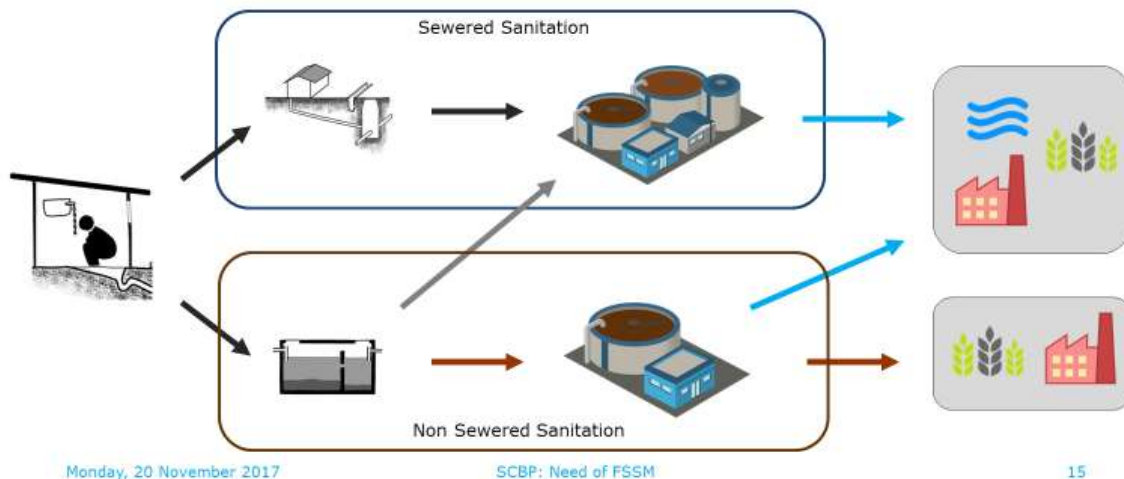 Sewered Sanitation
Non Sewered Sanitation
Monday, 20 November 2017
SCBP: Need of FSSM
15